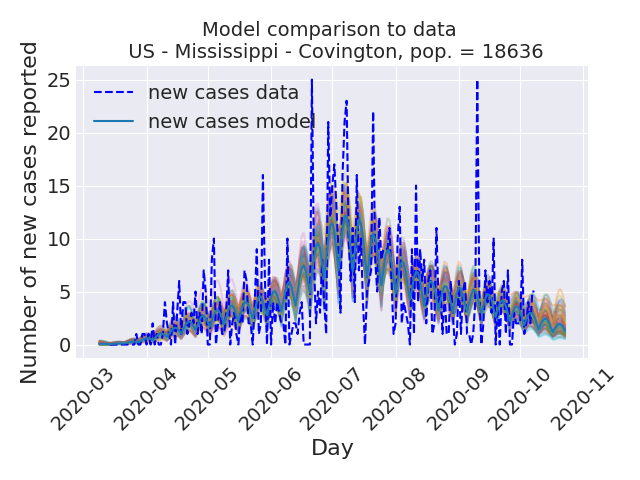 Model comparison to data
US - Mississippi - Covington, pop. = 18636
Number of new cases reported
25
20
15
10
5
0
new cases data
new cases model
2020-03
2020-04
2020-05
2020-06
2020-07
2020-08
2020-09
2020-10
2020-11
Day